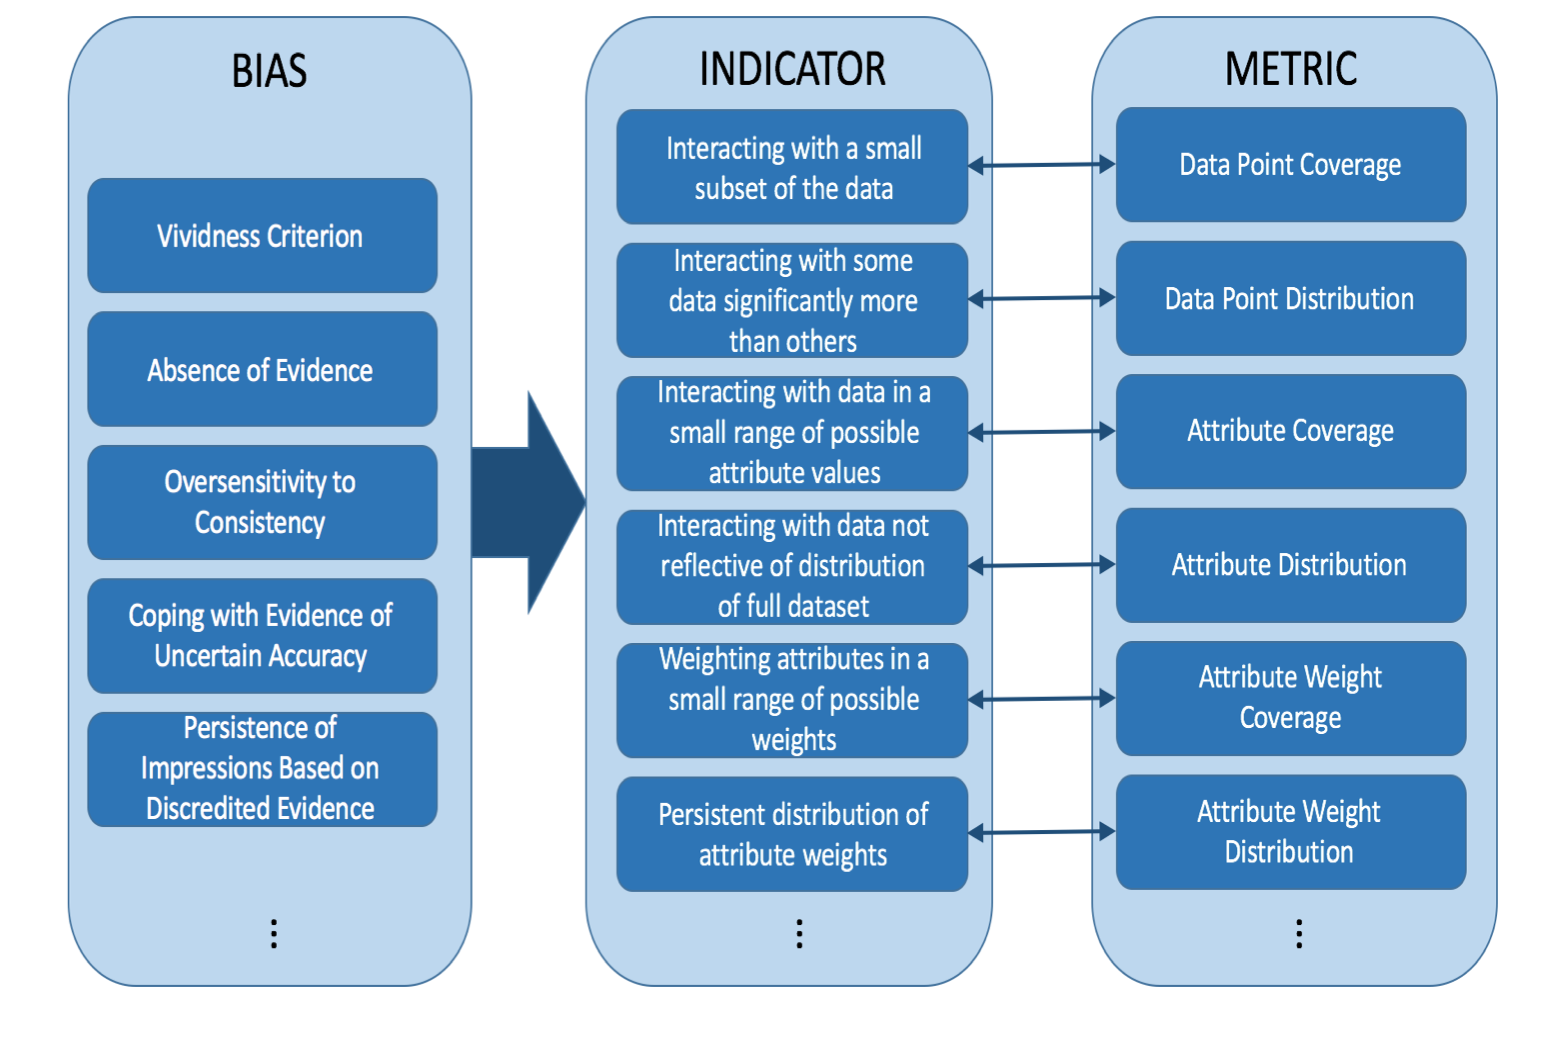 BIAS
Vividness Criterion
Absence of Evidence
Oversensitivity to
Consistency
Coping with Evidence of
Uncertain Accuracy
Persistence of
Impressions Based on
Discredited Evidence
⋮
INDICATOR
Interacting with a small
subset of the data
Interacting with some
data significantly more
than others
Interacting with data in a
small range of possible
attribute values
Interacting with data not
reflective of distribution
of full dataset
Weighting attributes in a
small range of possible
weights
Persistent distribution of
attribute weights
⋮
METRIC
Data Point Coverage
Data Point Distribution
Attribute Coverage
Attribute Distribution
Attribute Weight
Coverage
Attribute Weight
Distribution
⋮